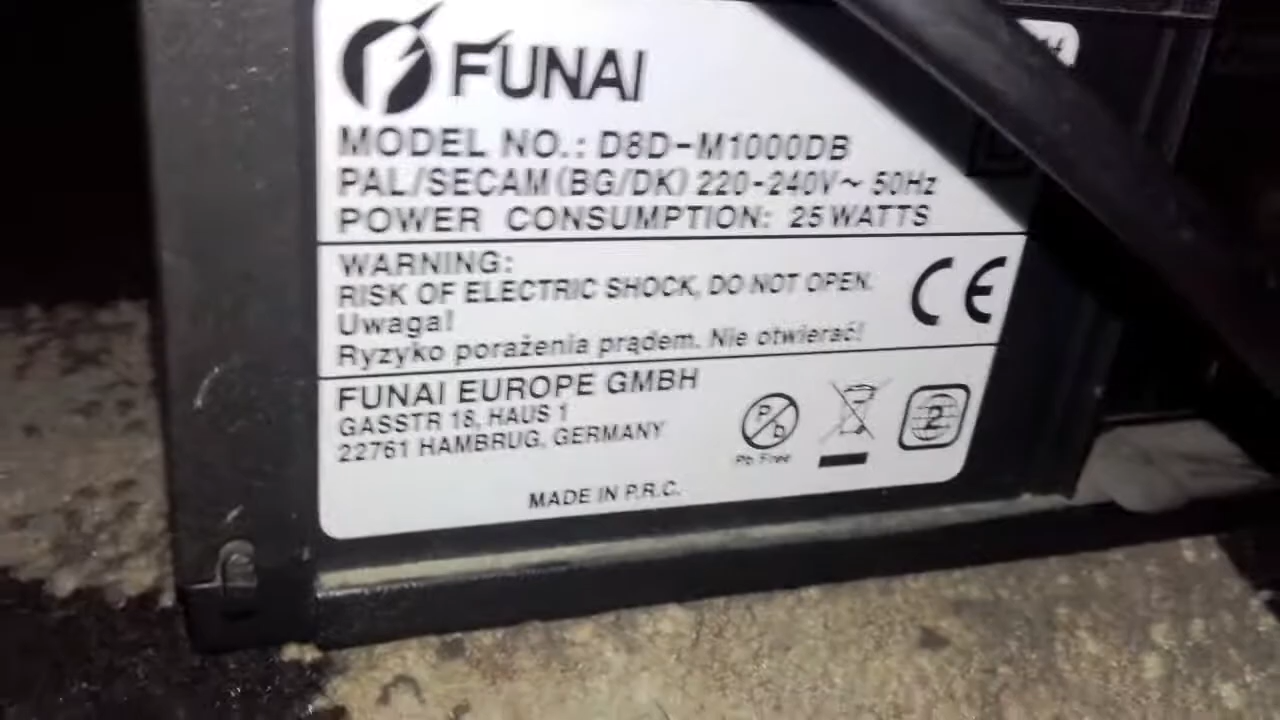 FUNAI
MODEL NO.: D8D-M1000DB
PAL/SECAM(BG/DK) 220-240V~ 50Hz
POWER CONSUMPTION: 25 WATTS
WARNING:
RISK OF ELECTRIC SHOCK, DO NOT OPEN.
Uwaga!
Ryzyko porażenia prądem. Nie otwierać!
CE
FUNAI EUROPE GMBH
GASSTR 18, HAUS 1
22761 HAMBRUG, GERMANY
P/b
Pb Free
2
MADE IN P.R.C.